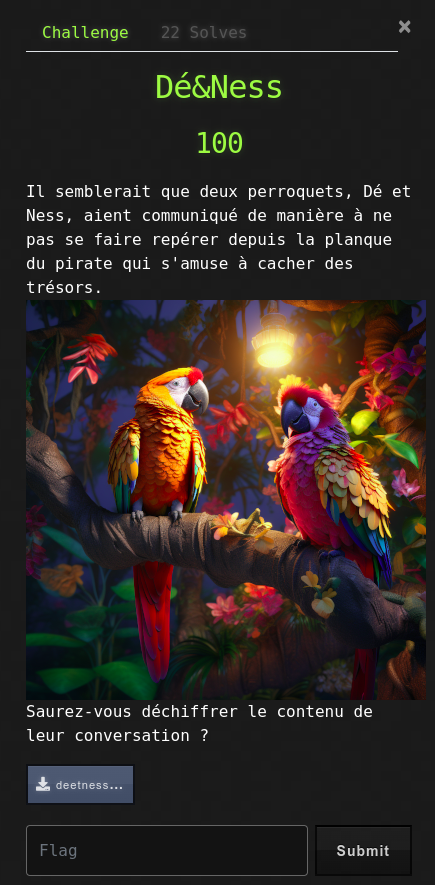 Challenge 22 Solves ×
Dé&Ness
100
Il semblerait que deux perroquets, Dé et
Ness, aient communiqué de manière à ne
pas se faire repérer depuis la planque
du pirate qui s'amuse à cacher des
trésors.
Saurez-vous déchiffrer le contenu de
leur conversation ?
deetness...
Flag Submit